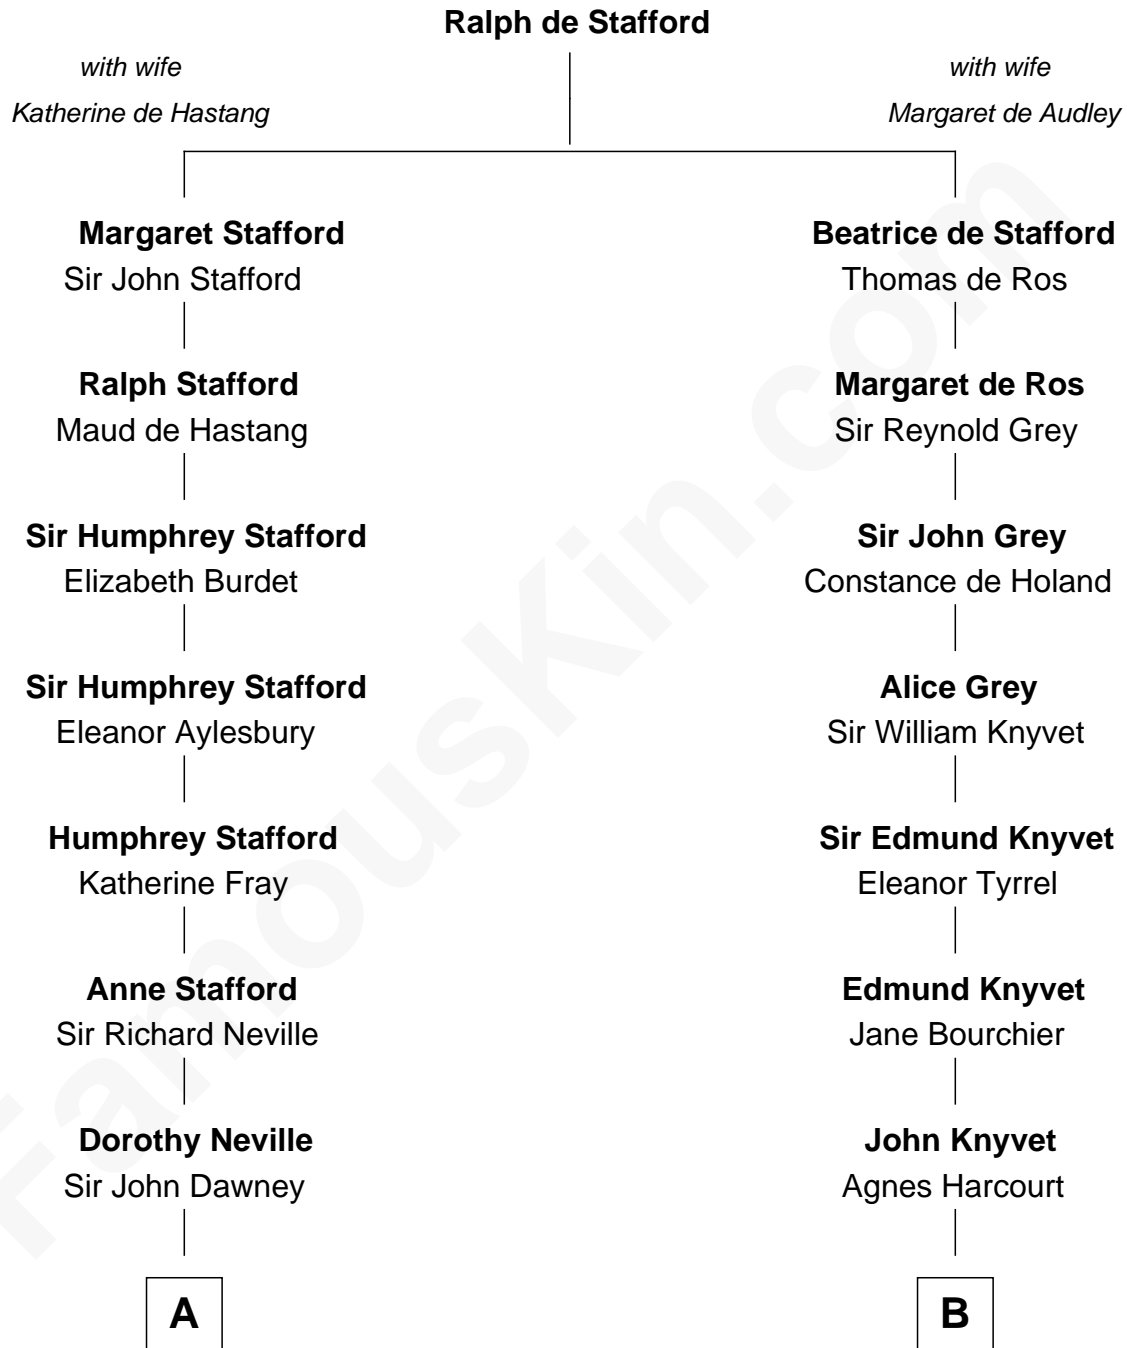 Ralph de Stafford
with wife
Katherine de Hastang
with wife
Margaret de Audley
Margaret Stafford
Sir John Stafford
Beatrice de Stafford
Thomas de Ros
Ralph Stafford
Maud de Hastang
Margaret de Ros
Sir Reynold Grey
Sir Humphrey Stafford
Elizabeth Burdet
Sir John Grey
Constance de Holand
Sir Humphrey Stafford
Eleanor Aylesbury
Alice Grey
Sir William Knyvet
Humphrey Stafford
Katherine Fray
Sir Edmund Knyvet
Eleanor Tyrrel
Anne Stafford
Sir Richard Neville
Edmund Knyvet
Jane Bourchier
Dorothy Neville
Sir John Dawney
John Knyvet
Agnes Harcourt
A
B
FamousKin.com